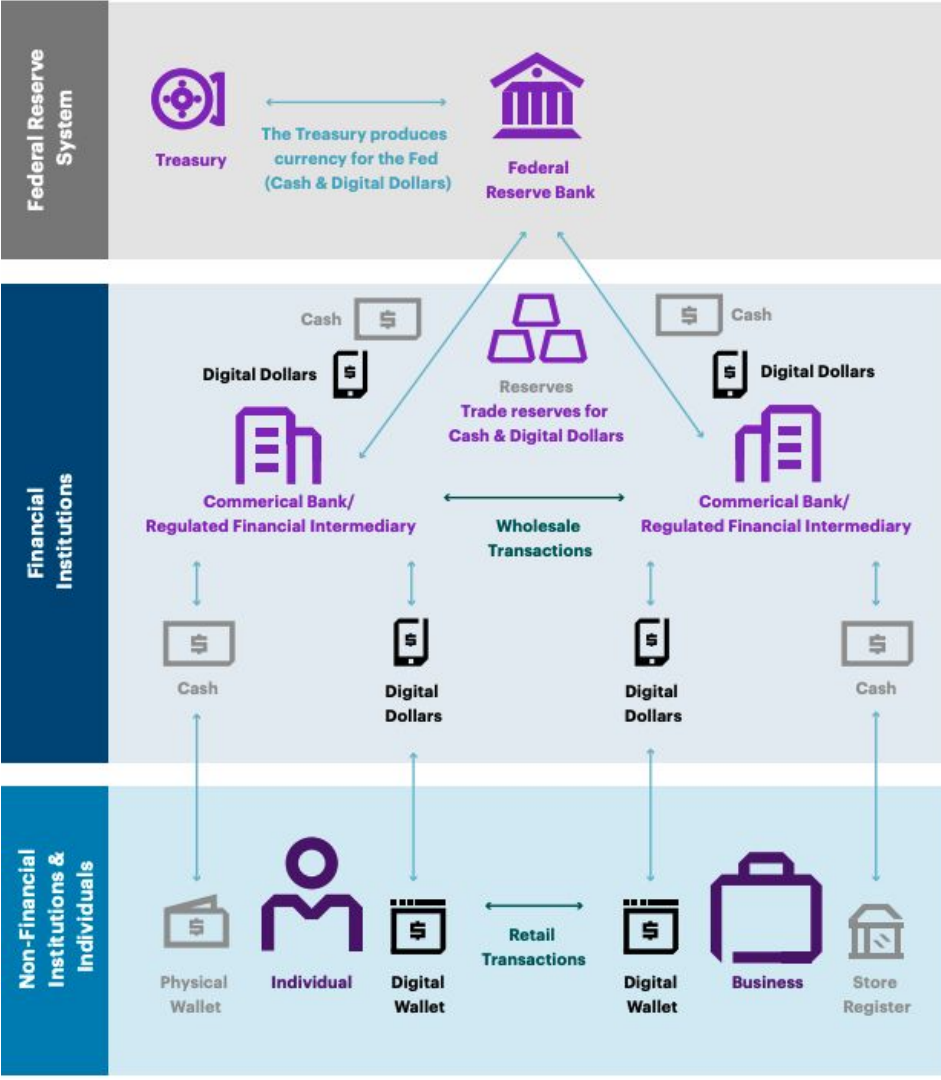 Federal Reserve
System
Treasury
The Treasury produces
currency for the Fed
(Cash & Digital Dollars)
Federal
Reserve Bank
Financial
Institutions
Cash
$
$
Cash
Digital Dollars
$
$
Digital Dollars
Reserves
Trade reserves for
Cash & Digital Dollars
Commerical Bank/
Regulated Financial Intermediary
Wholesale
Transactions
Commerical Bank/
Regulated Financial Intermediary
$
Cash
$
Digital
Dollars
$
Digital
Dollars
$
Cash
Non-Financial
Institutions &
Individuals
$
Physical
Wallet
Individual
$
Digital
Wallet
Retail
Transactions
$
Digital
Wallet
Business
Store
Register